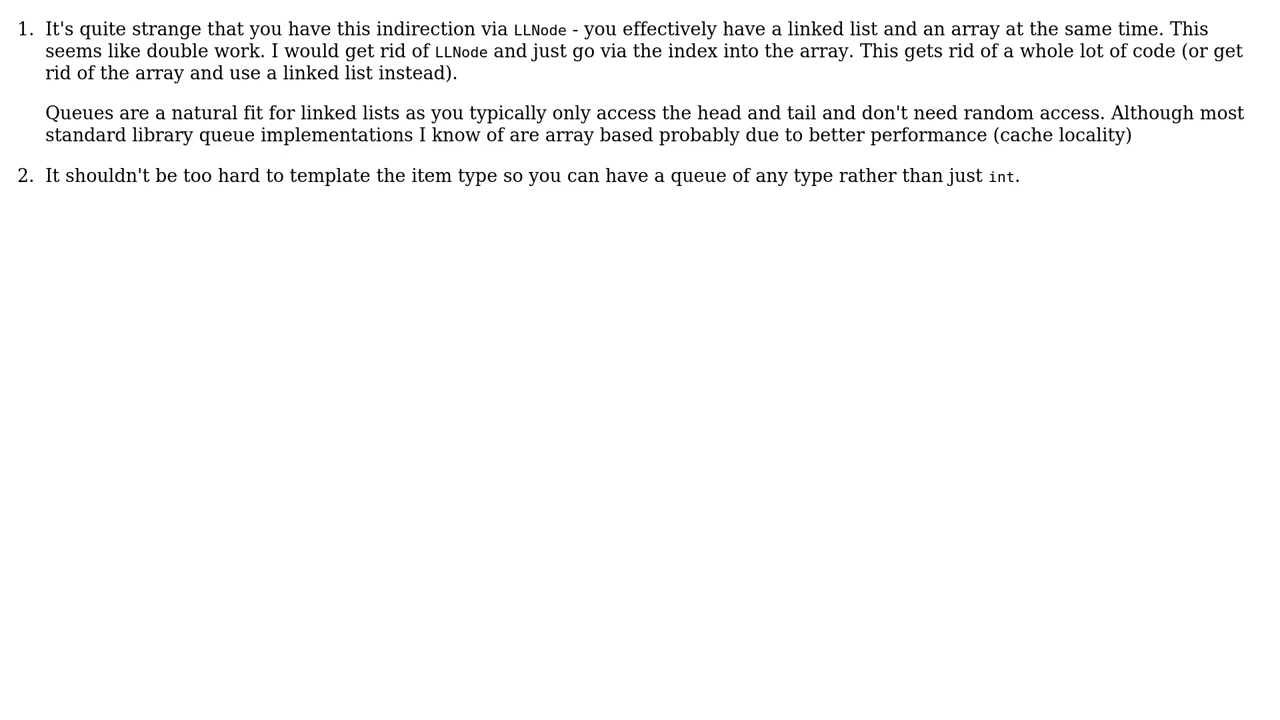 1. It's quite strange that you have this indirection via LLNode - you effectively have a linked list and an array at the same time. This
seems like double work. I would get rid of LLNode and just go via the index into the array. This gets rid of a whole lot of code (or get
rid of the array and use a linked list instead).
Queues are a natural fit for linked lists as you typically only access the head and tail and don't need random access. Although most
standard library queue implementations I know of are array based probably due to better performance (cache locality)
2. It shouldn't be too hard to template the item type so you can have a queue of any type rather than just int.